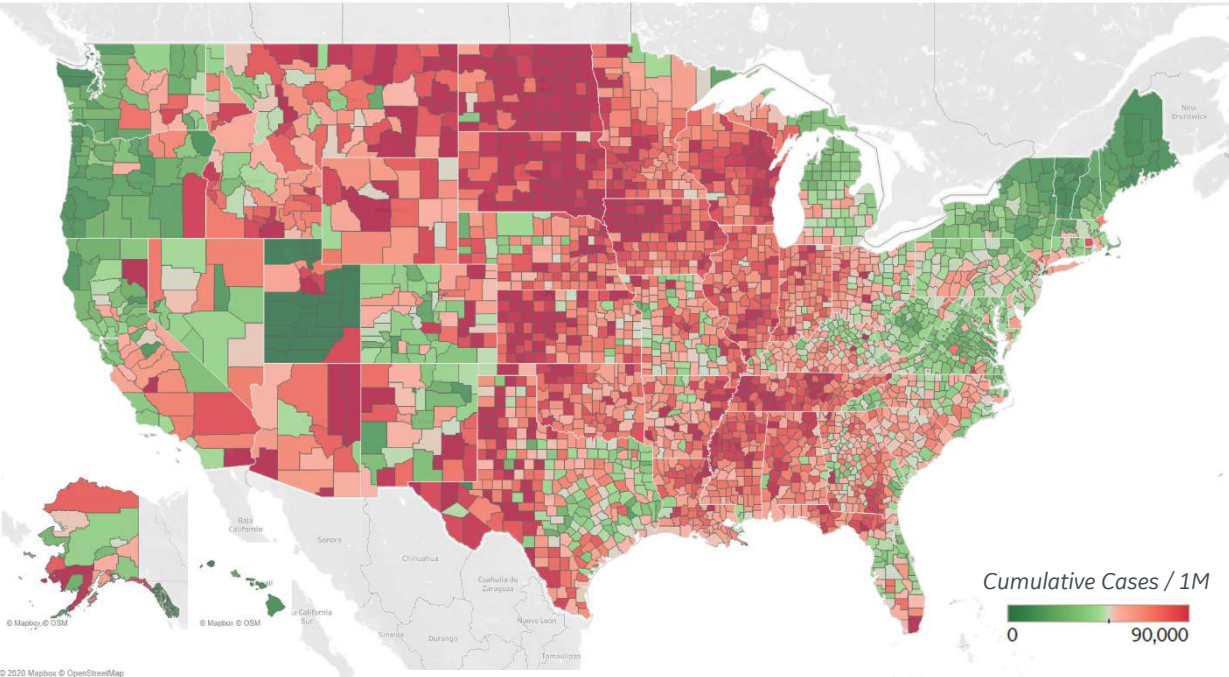 New
Brunswick
Baja
California
Sonora
Chihuahua
Coahuila de
Zaragoza
Nuevo León
Tamaulipas
Sinaloa
Durango
a California
Sur
Cumulative Cases / 1M
0
90,000
© Mapbox © OSM
© Mapbox © OSM
© 2020 Mapbox © OpenStreetMap